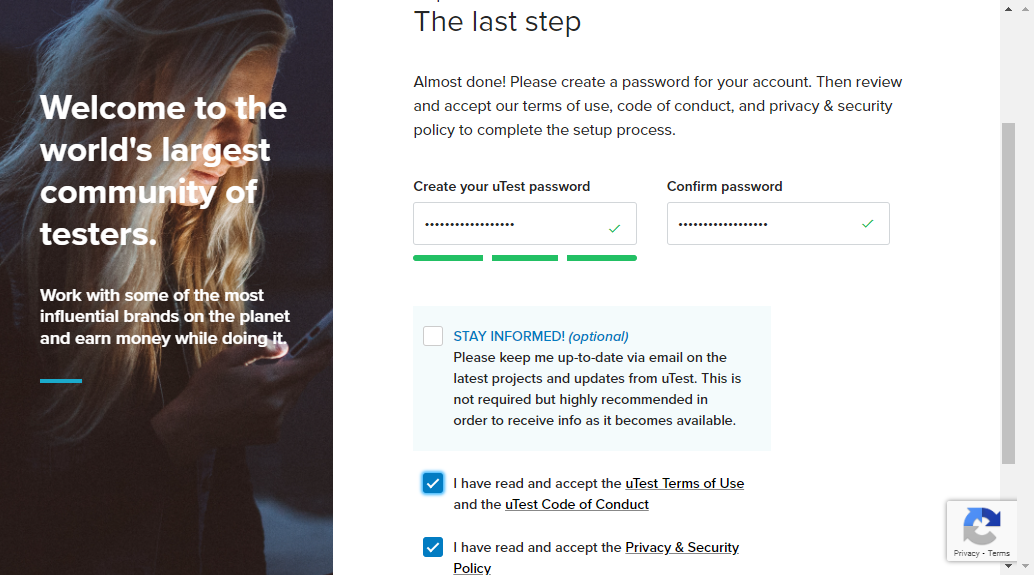 The last step
Welcome to the
world's largest
community of
testers.
Work with some of the most
influential brands on the planet
and earn money while doing it.
Almost done! Please create a password for your account. Then review
and accept our terms of use, code of conduct, and privacy & security
policy to complete the setup process.
Create your uTest password
Confirm password
••••••••••••••••••
••••••••••••••••••
STAY INFORMED! (optional)
Please keep me up-to-date via email on the
latest projects and updates from uTest. This is
not required but highly recommended in
order to receive info as it becomes available.
I have read and accept the uTest Terms of Use
and the uTest Code of Conduct
I have read and accept the Privacy & Security
Policy
Privacy - Terms